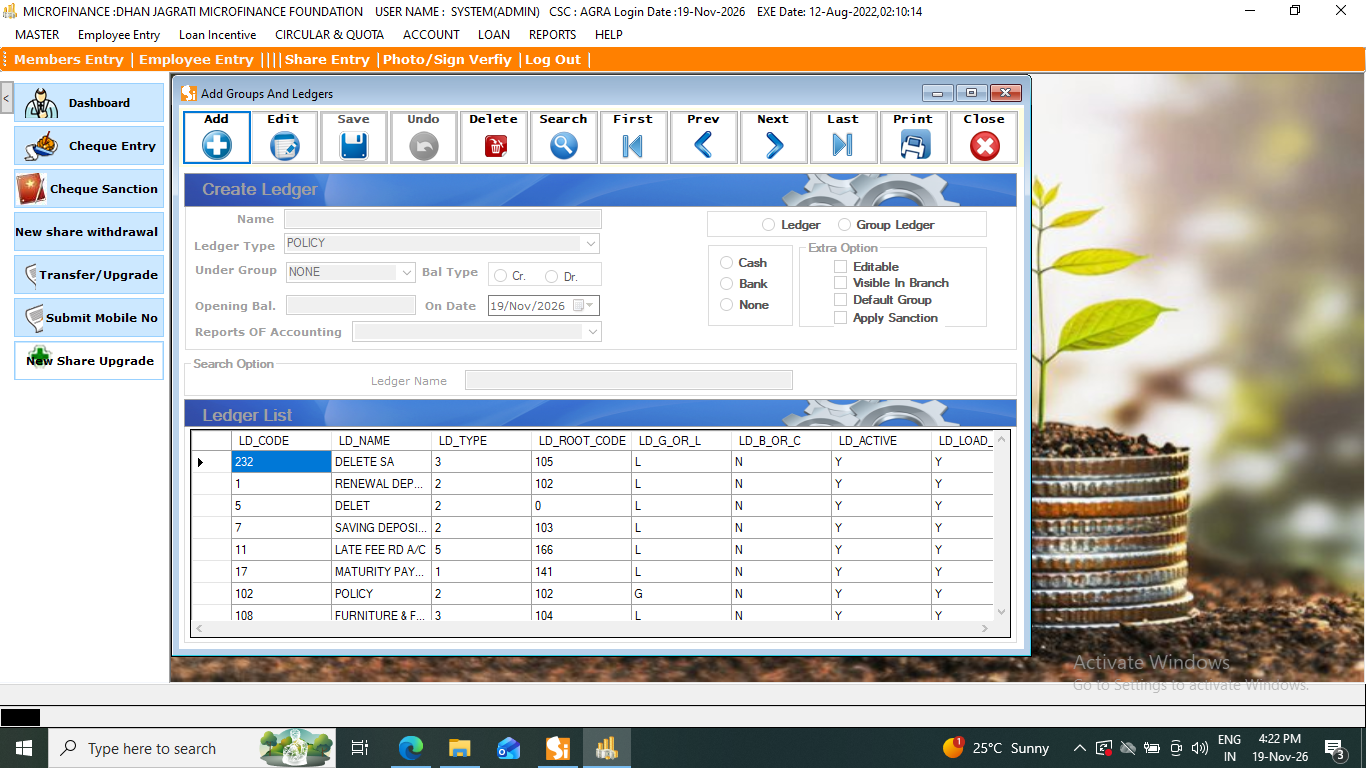 MICROFINANCE :DHAN JAGRATI MICROFINANCE FOUNDATION USER NAME : SYSTEM(ADMIN) CSC : AGRA Login Date :19-Nov-2026 EXE Date: 12-Aug-2022,02:10:14
MASTER Employee Entry Loan Incentive CIRCULAR & QUOTA ACCOUNT LOAN REPORTS HELP
Members Entry | Employee Entry |||| Share Entry |Photo/Sign Verfiy |Log Out |
<
Dashboard
Cheque Entry
Cheque Sanction
New share withdrawal
Transfer/Upgrade
Submit Mobile No
New Share Upgrade
Add Groups And Ledgers
Add Edit Save Undo Delete Search First Prev Next Last Print Close
Create Ledger
Name
Ledger Group Ledger
Ledger Type POLICY
Extra Option
Under Group NONE Bal Type Cr. Dr.
Cash
Bank
None
Editable
Visible In Branch
Default Group
Apply Sanction
Opening Bal. On Date 19/Nov/2026
Reports OF Accounting
Search Option
Ledger Name
Ledger List
LD_CODE LD_NAME LD_TYPE LD_ROOT_CODE LD_G_OR_L LD_B_OR_C LD_ACTIVE LD_LOAD_
232 DELETE SA 3 105 L N Y Y
1 RENEWAL DEP... 2 102 L N Y Y
5 DELET 2 0 L N Y Y
7 SAVING DEPOSI... 2 103 L N Y Y
11 LATE FEE RD A/C 5 166 L N Y Y
17 MATURITY PAY... 1 141 L N Y Y
102 POLICY 2 102 G N Y Y
108 FURNITURE & F... 3 104 L N Y Y
Activate Windows
Go to Settings to activate Windows.
Type here to search
1
25°C Sunny
ENG
IN
4:22 PM
19-Nov-26
3